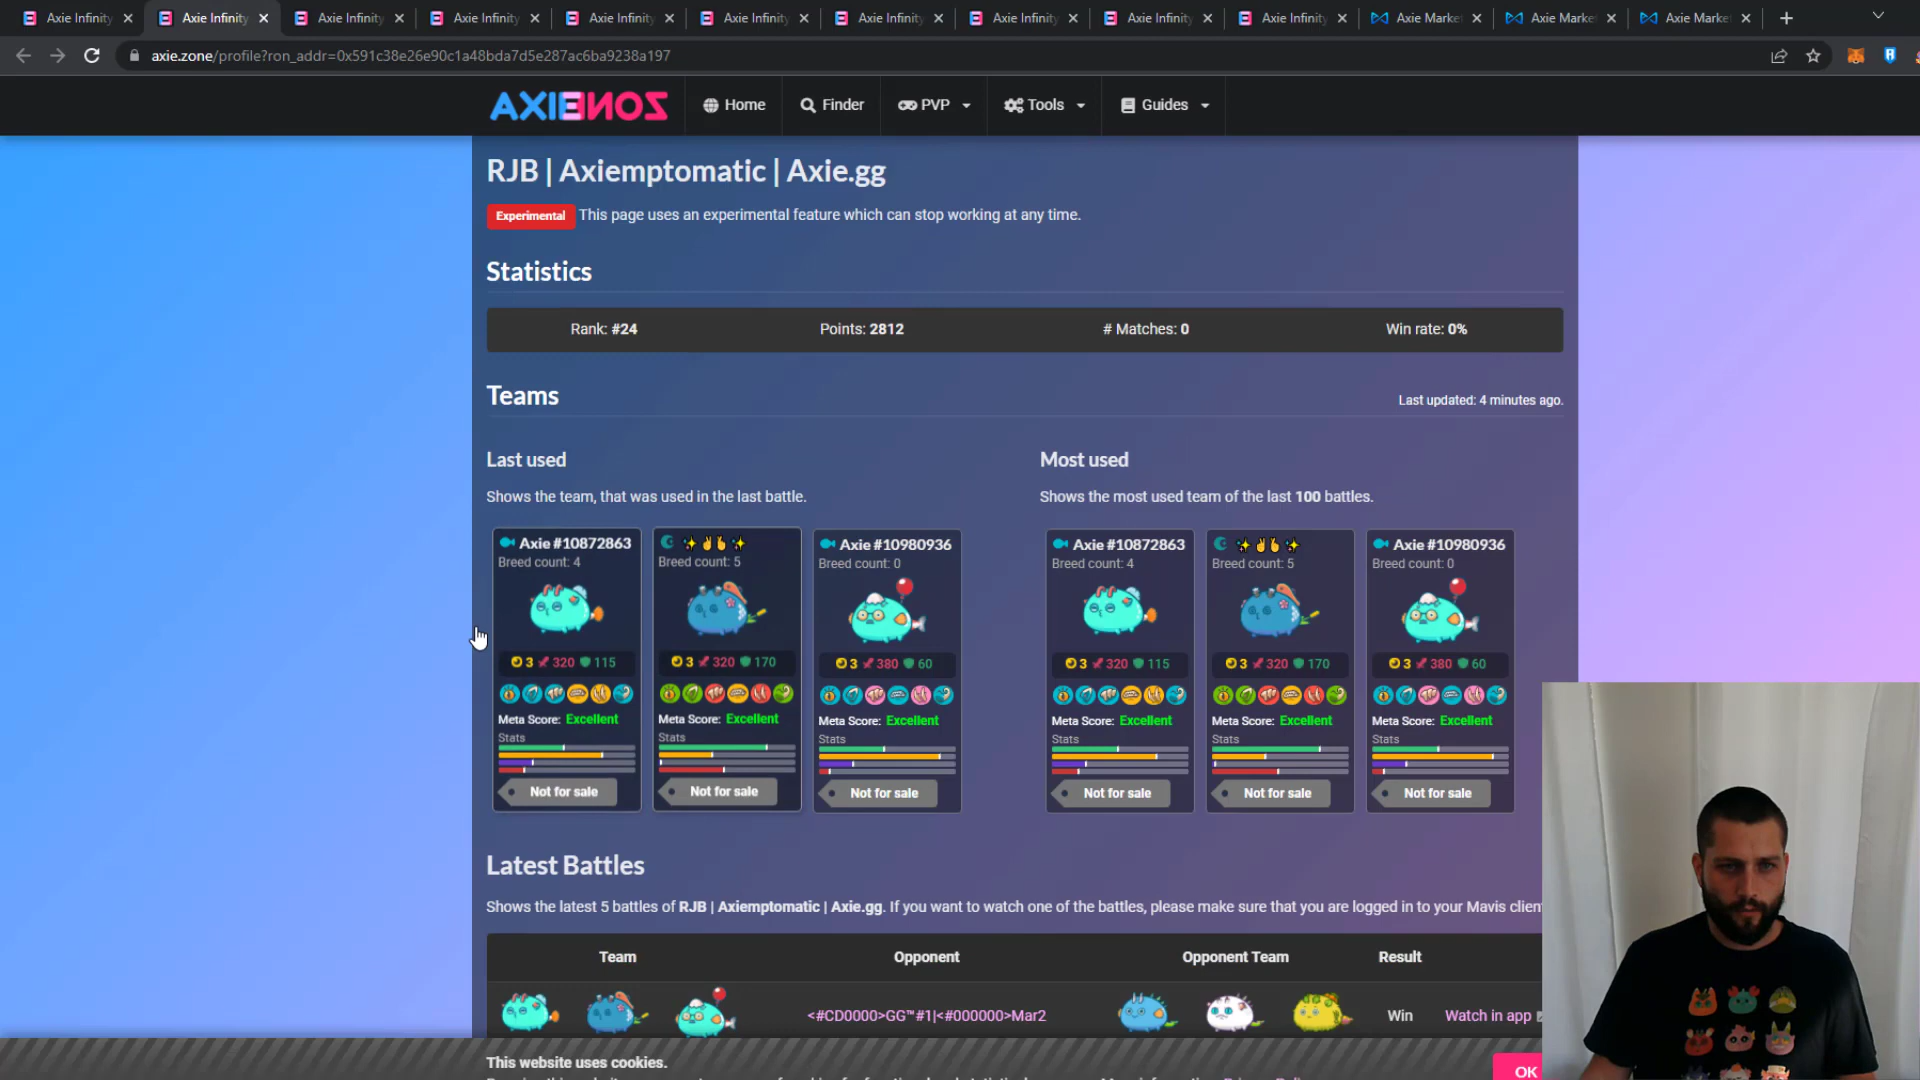 Axie Infinity Axie Infinity Axie Infinity Axie Infinity Axie Infinity Axie Infinity Axie Infinity Axie Infinity Axie Infinity Axie Infinity Axie Marke Axie Marke Axie Marke
axie.zone/profile?ron_addr=0x591c38e26e90c1a48bda7d5e287ac6ba9238a197
AXIE ZONE Home Finder PVP Tools Guides
RJB | Axiemptomatic | Axie.gg
Experimental This page uses an experimental feature which can stop working at any time.
Statistics
Rank: #24 Points: 2812 # Matches: 0 Win rate: 0%
Teams Last updated: 4 minutes ago.
Last used Most used
Shows the team, that was used in the last battle. Shows the most used team of the last 100 battles.
Axie #10872863 ✨✌🤞✨ Axie #10980936 Axie #10872863 ✨✌🤞✨ Axie #10980936
Breed count: 4 Breed count: 5 Breed count: 0 Breed count: 4 Breed count: 5 Breed count: 0
3 320 115 3 320 170 3 380 60 3 320 115 3 320 170 3 380 60
Meta Score: Excellent Meta Score: Excellent Meta Score: Excellent Meta Score: Excellent Meta Score: Excellent Meta Score: Excellent
Stats Stats Stats Stats Stats Stats
Not for sale Not for sale Not for sale Not for sale Not for sale Not for sale
Latest Battles
Shows the latest 5 battles of RJB | Axiemptomatic | Axie.gg. If you want to watch one of the battles, please make sure that you are logged in to your Mavis client
Team Opponent Opponent Team Result
<#CD0000>GG™#1|<#000000>Mar2 Win Watch in app
This website uses cookies.
OK